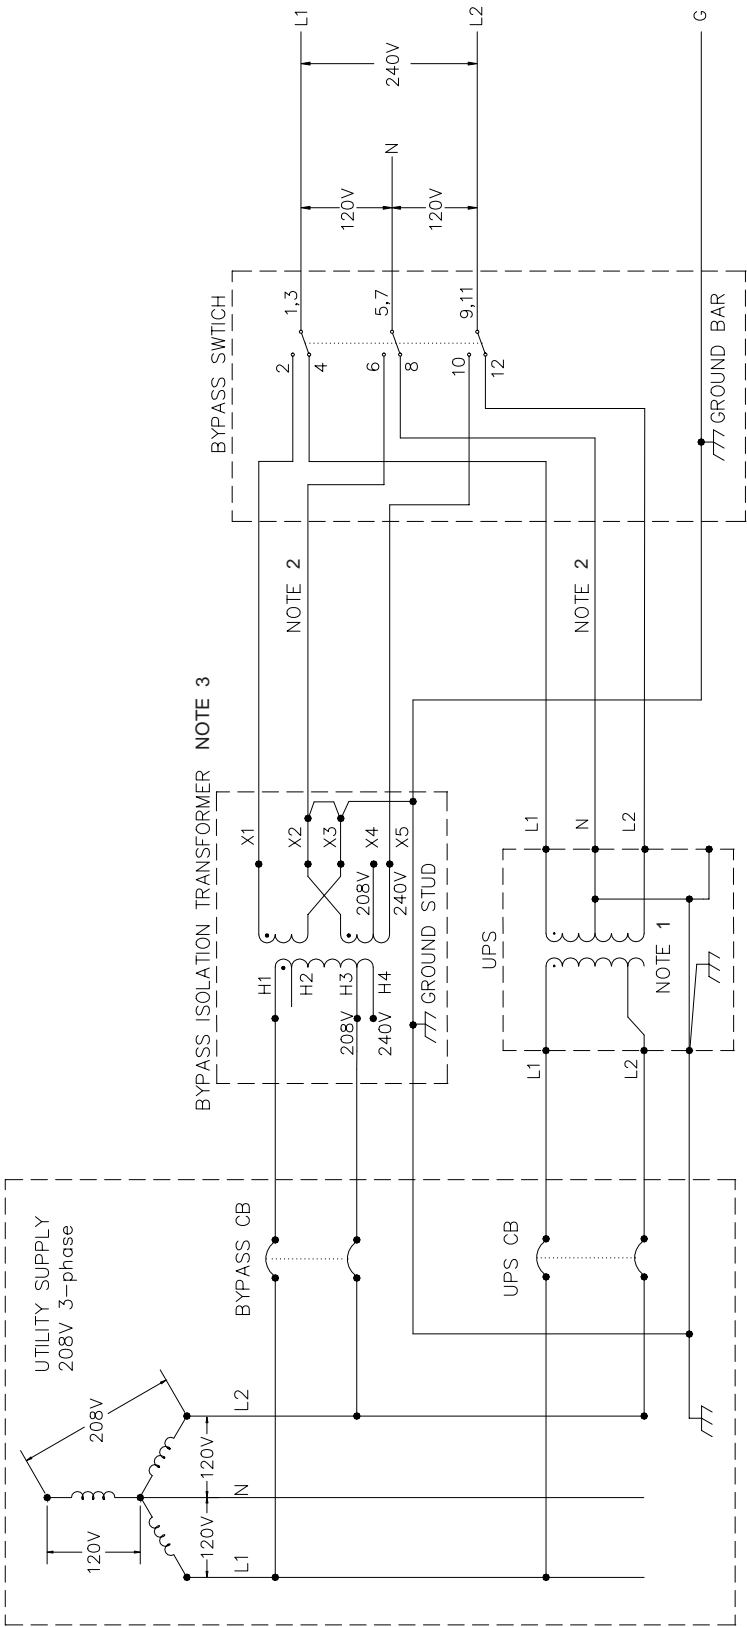 UTILITY SUPPLY
208V 3-phase
208V
120V
120V
120V
L1
N
L2
BYPASS CB
UPS CB
BYPASS ISOLATION TRANSFORMER NOTE 3
H1
H2
H3
H4
208V
240V
X1
X2
X3
X4
X5
208V
240V
GROUND STUD
UPS
L1
L2
NOTE 1
L1
N
L2
NOTE 2
NOTE 2
BYPASS SWTICH
2
4
6
8
10
12
1,3
5,7
9,11
GROUND BAR
120V
120V
240V
L1
N
L2
G